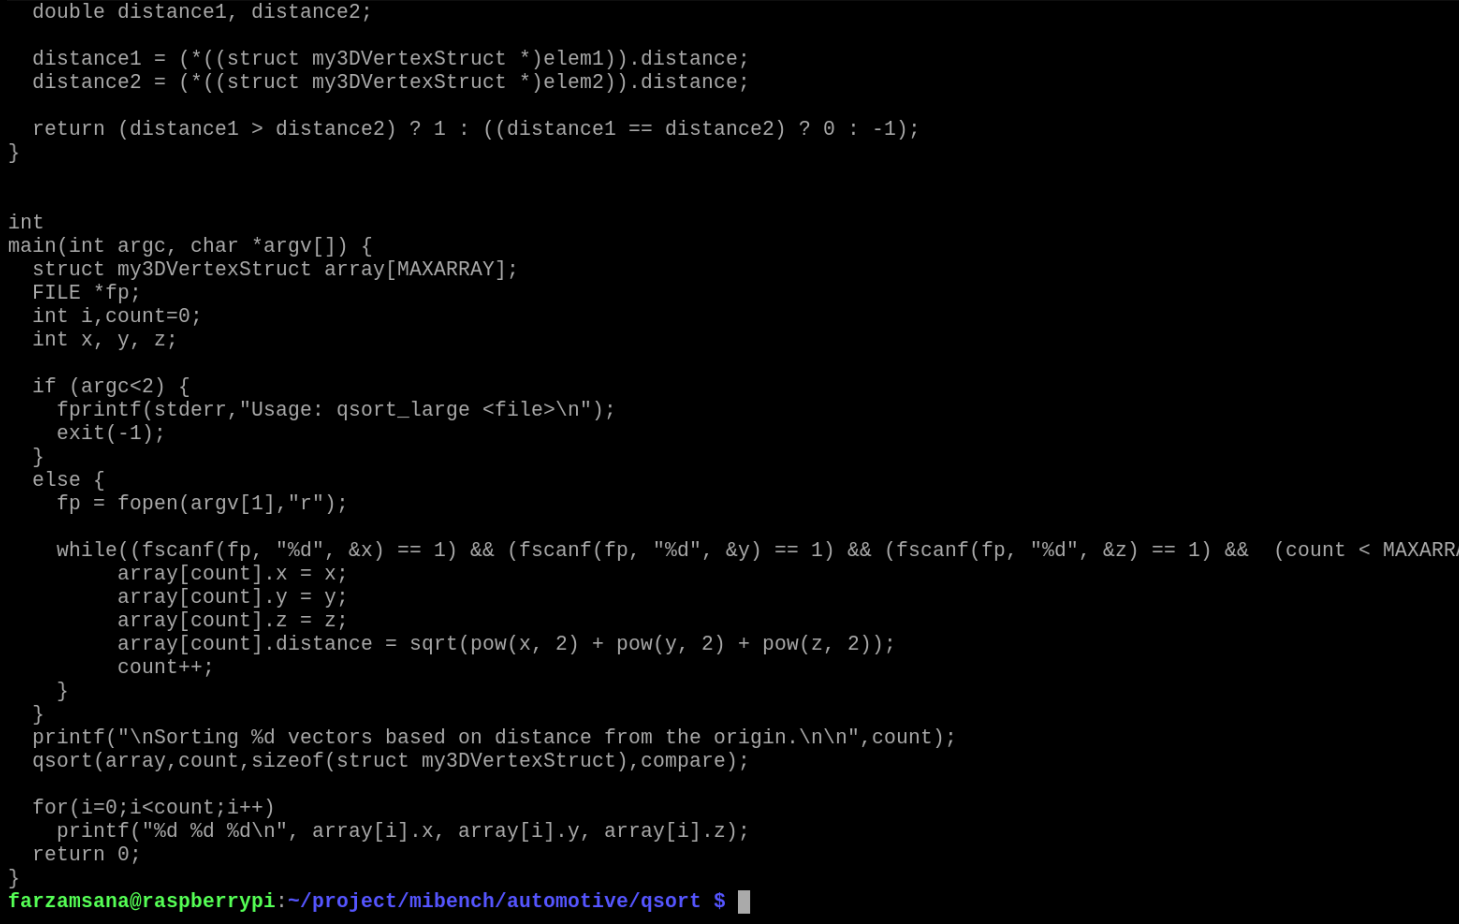 double distance1, distance2;

  distance1 = (*((struct my3DVertexStruct *)elem1)).distance;
  distance2 = (*((struct my3DVertexStruct *)elem2)).distance;

  return (distance1 > distance2) ? 1 : ((distance1 == distance2) ? 0 : -1);
}


int
main(int argc, char *argv[]) {
  struct my3DVertexStruct array[MAXARRAY];
  FILE *fp;
  int i,count=0;
  int x, y, z;

  if (argc<2) {
    fprintf(stderr,"Usage: qsort_large <file>\n");
    exit(-1);
  }
  else {
    fp = fopen(argv[1],"r");

    while((fscanf(fp, "%d", &x) == 1) && (fscanf(fp, "%d", &y) == 1) && (fscanf(fp, "%d", &z) == 1) &&  (count < MAXARRA
         array[count].x = x;
         array[count].y = y;
         array[count].z = z;
         array[count].distance = sqrt(pow(x, 2) + pow(y, 2) + pow(z, 2));
         count++;
    }
  }
  printf("\nSorting %d vectors based on distance from the origin.\n\n",count);
  qsort(array,count,sizeof(struct my3DVertexStruct),compare);

  for(i=0;i<count;i++)
    printf("%d %d %d\n", array[i].x, array[i].y, array[i].z);
  return 0;
}
farzamsana@raspberrypi:~/project/mibench/automotive/qsort $